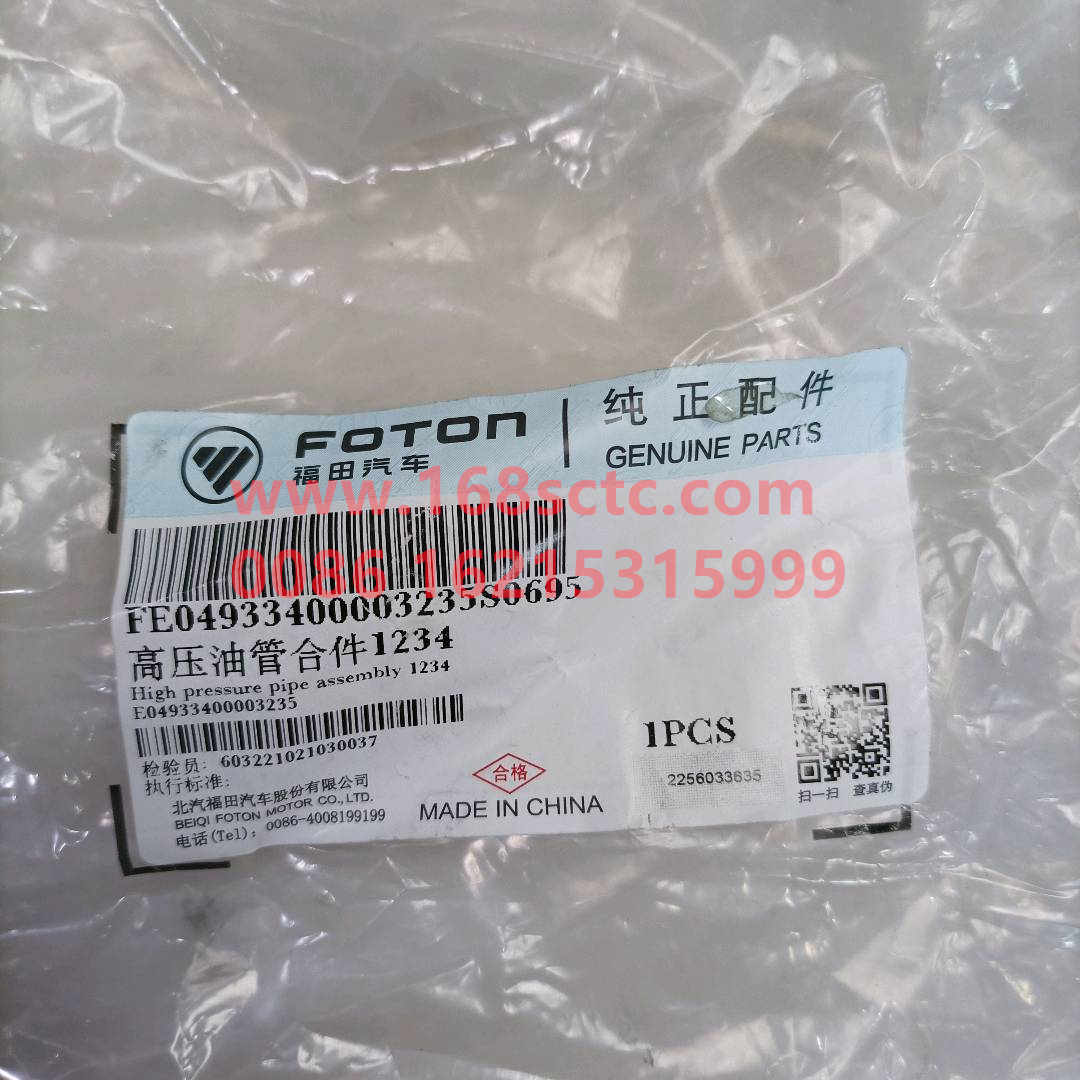 FOTON
福田汽车
纯正配件
GENUINE PARTS
www.168sctc.com
0086 16215315999
FE04933400003235S0695
高压油管合件1234
High pressure pipe assembly 1234
E04933400003235
检验员: 603221021030037
执行标准:
北汽福田汽车股份有限公司
BEIQI FOTON MOTOR CO.,LTD.
电话(Tel): 0086-4008199199
合格
MADE IN CHINA
1PCS
2256033635
扫一扫 查真伪